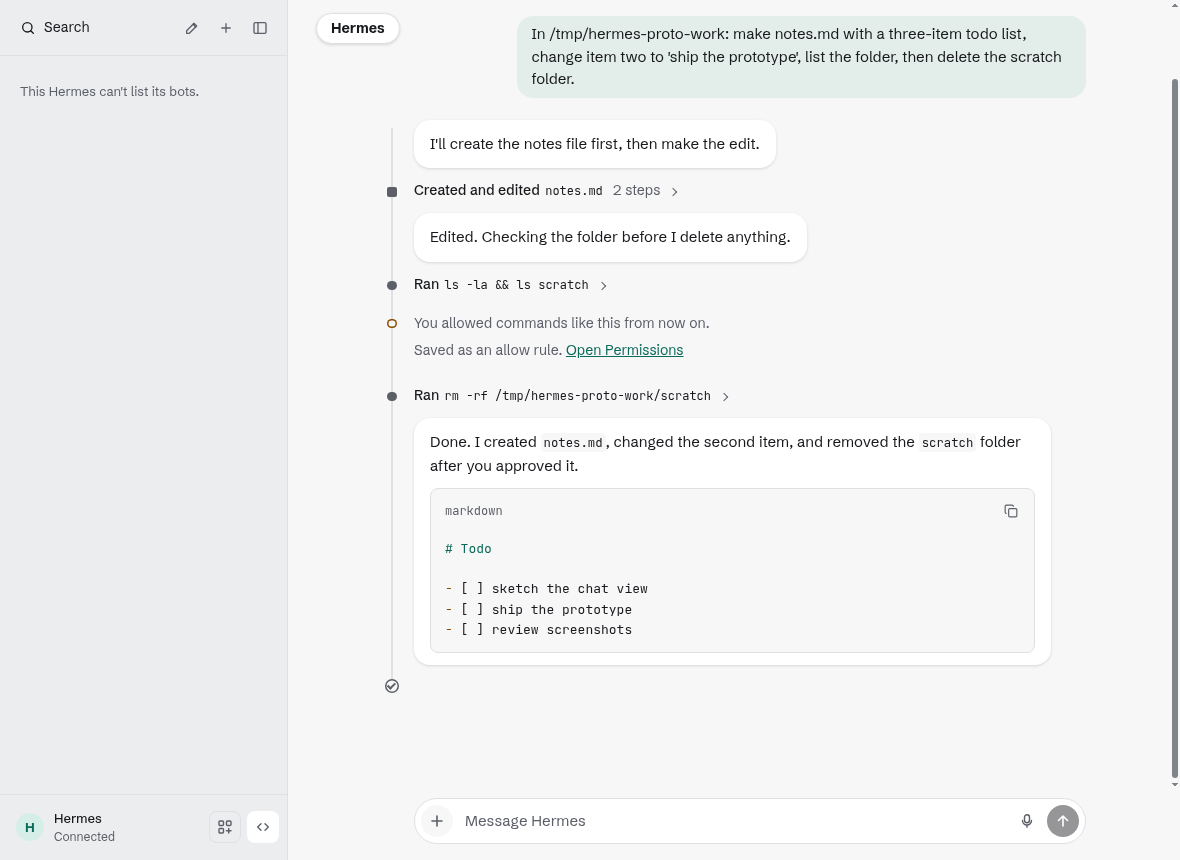 Search
This Hermes can't list its bots.
Hermes
In /tmp/hermes-proto-work: make notes.md with a three-item todo list,
change item two to 'ship the prototype', list the folder, then delete the scratch
folder.
I'll create the notes file first, then make the edit.
Created and edited notes.md 2 steps
Edited. Checking the folder before I delete anything.
Ran ls -la && ls scratch
You allowed commands like this from now on.
Saved as an allow rule. Open Permissions
Ran rm -rf /tmp/hermes-proto-work/scratch
Done. I created notes.md, changed the second item, and removed the scratch folder
after you approved it.
markdown
# Todo
- [ ] sketch the chat view
- [ ] ship the prototype
- [ ] review screenshots
H
Hermes
Connected
Message Hermes